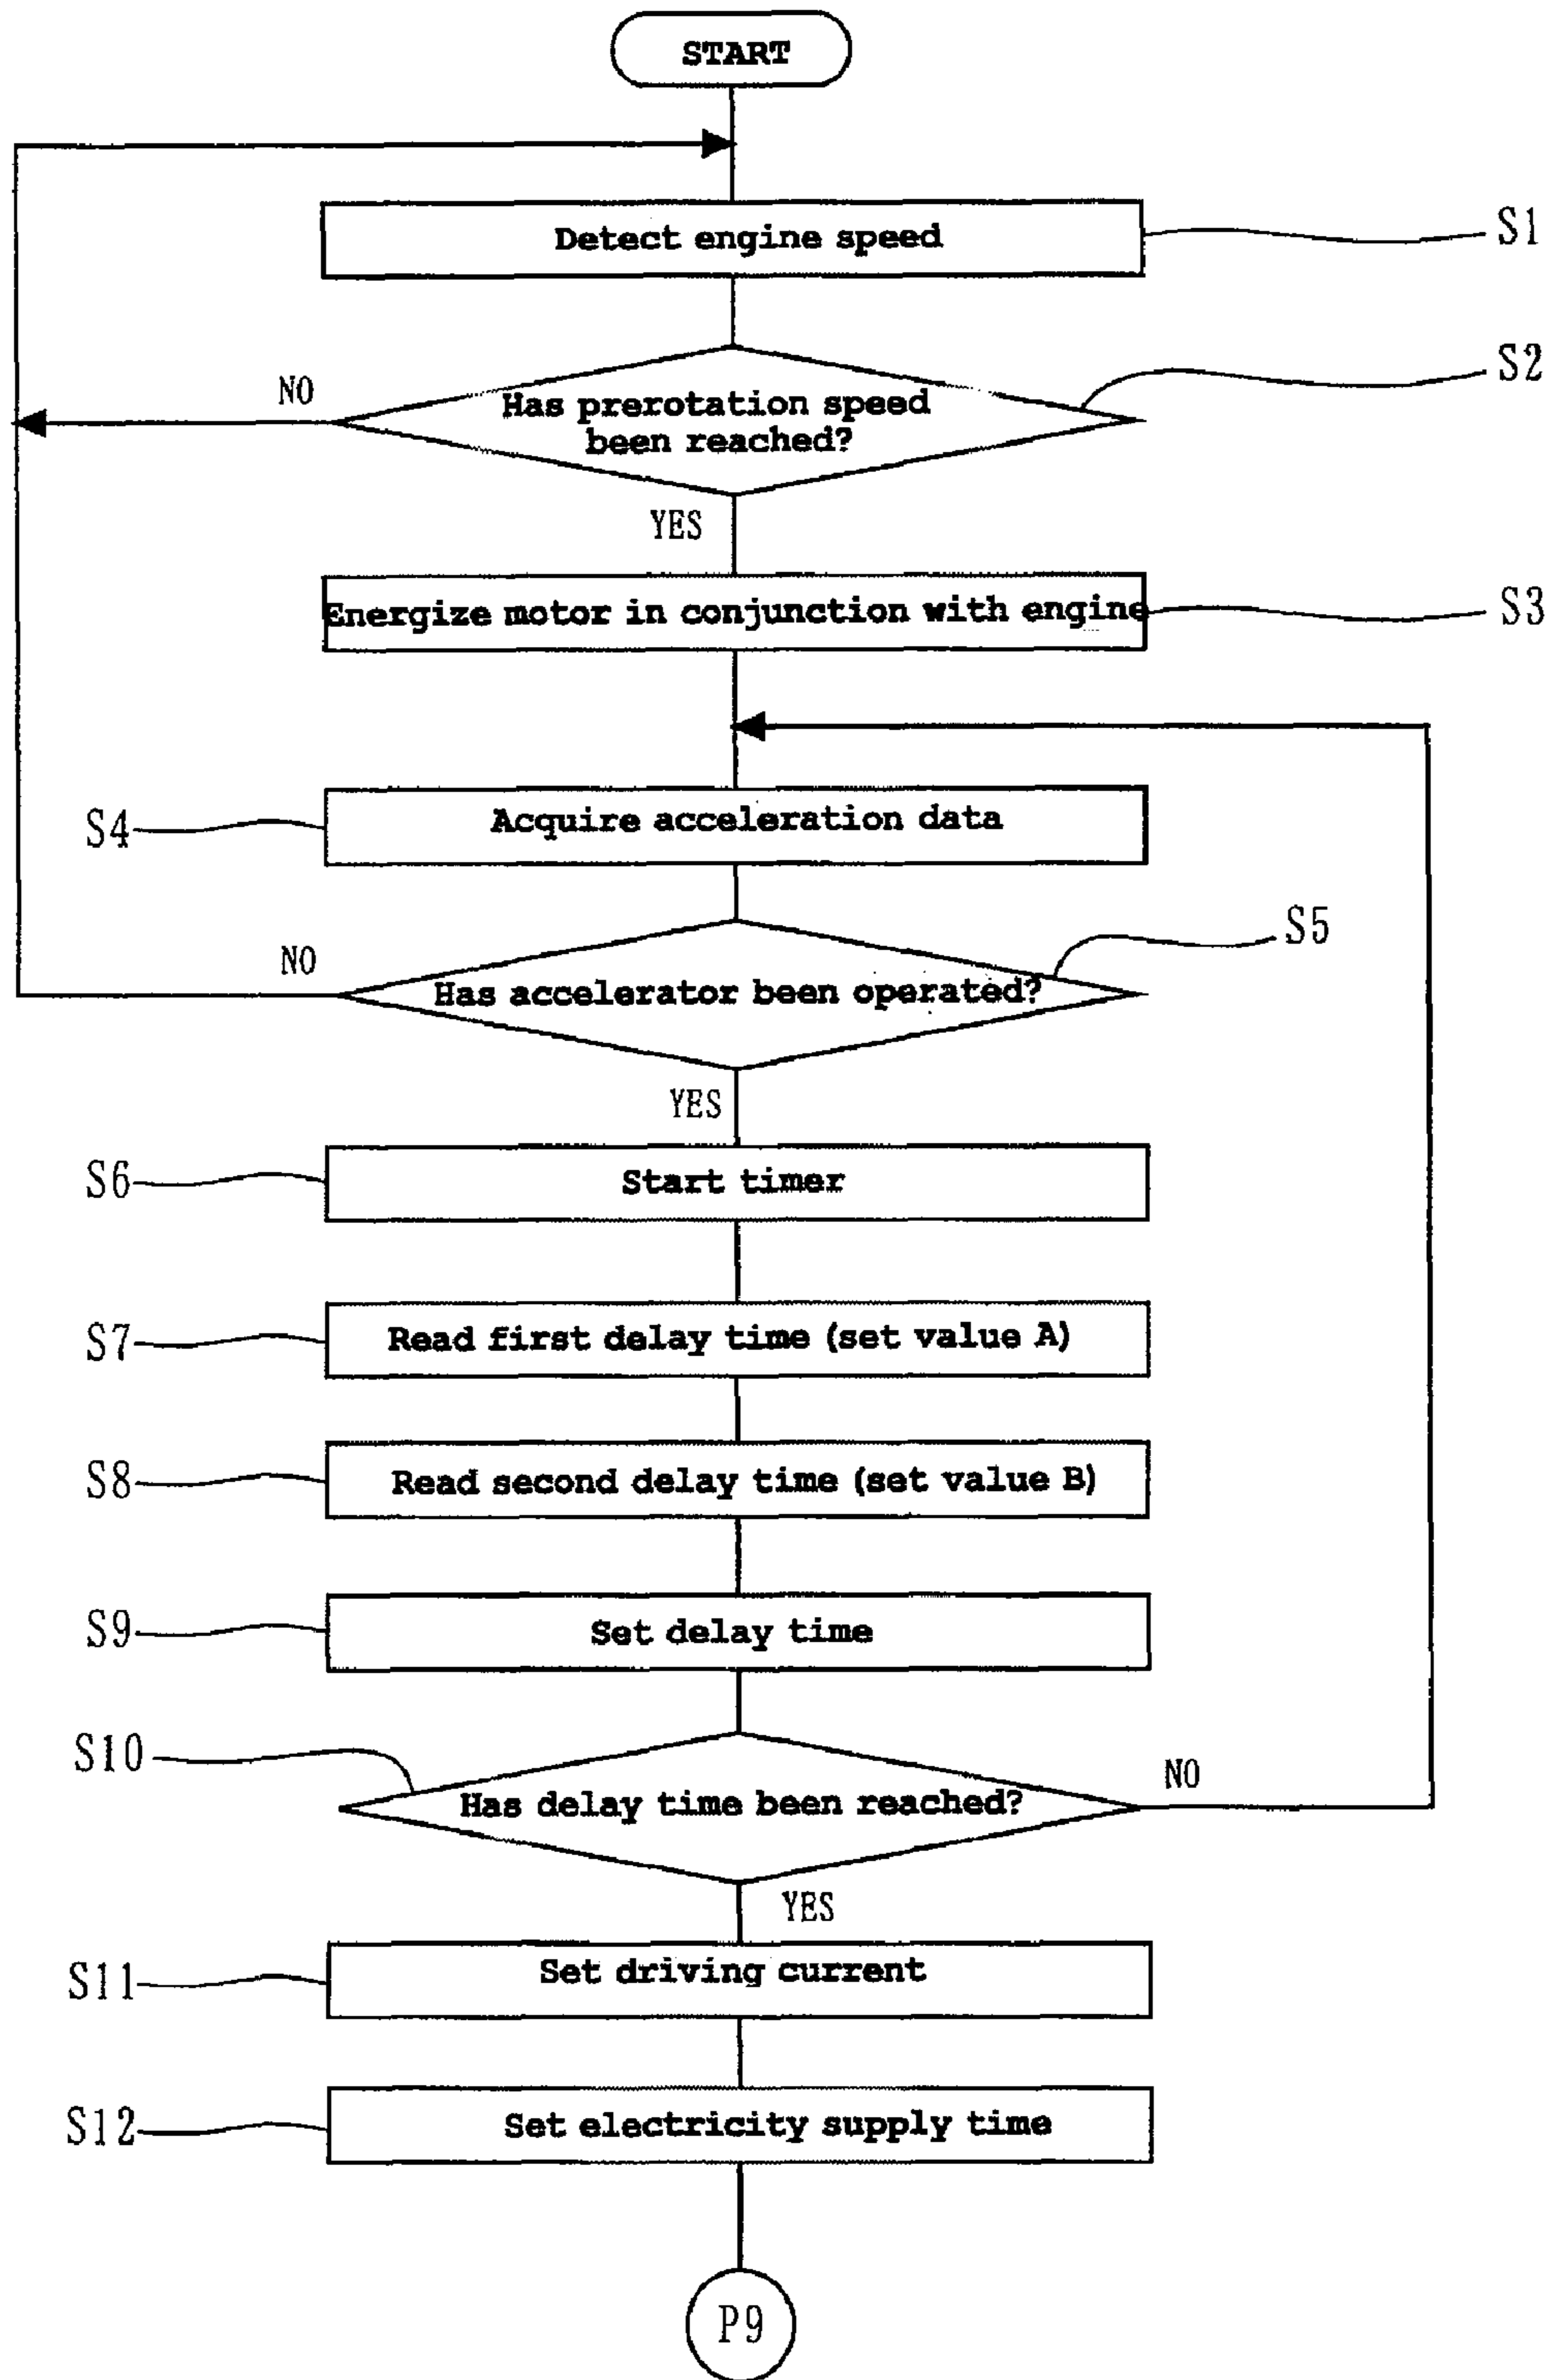 START
Detect engine speed
S1
S2
NO
Has prerotation speed
been reached?
YES
Energize motor in conjunction with engine
S3
S4
Acquire acceleration data
S5
NO
Has accelerator been operated?
YES
S6
Start timer
S7
Read first delay time (set value A)
S8
Read second delay time (set value B)
S9
Set delay time
S10
NO
Has delay time been reached?
YES
S11
Set driving current
S12
Set electricity supply time
P9